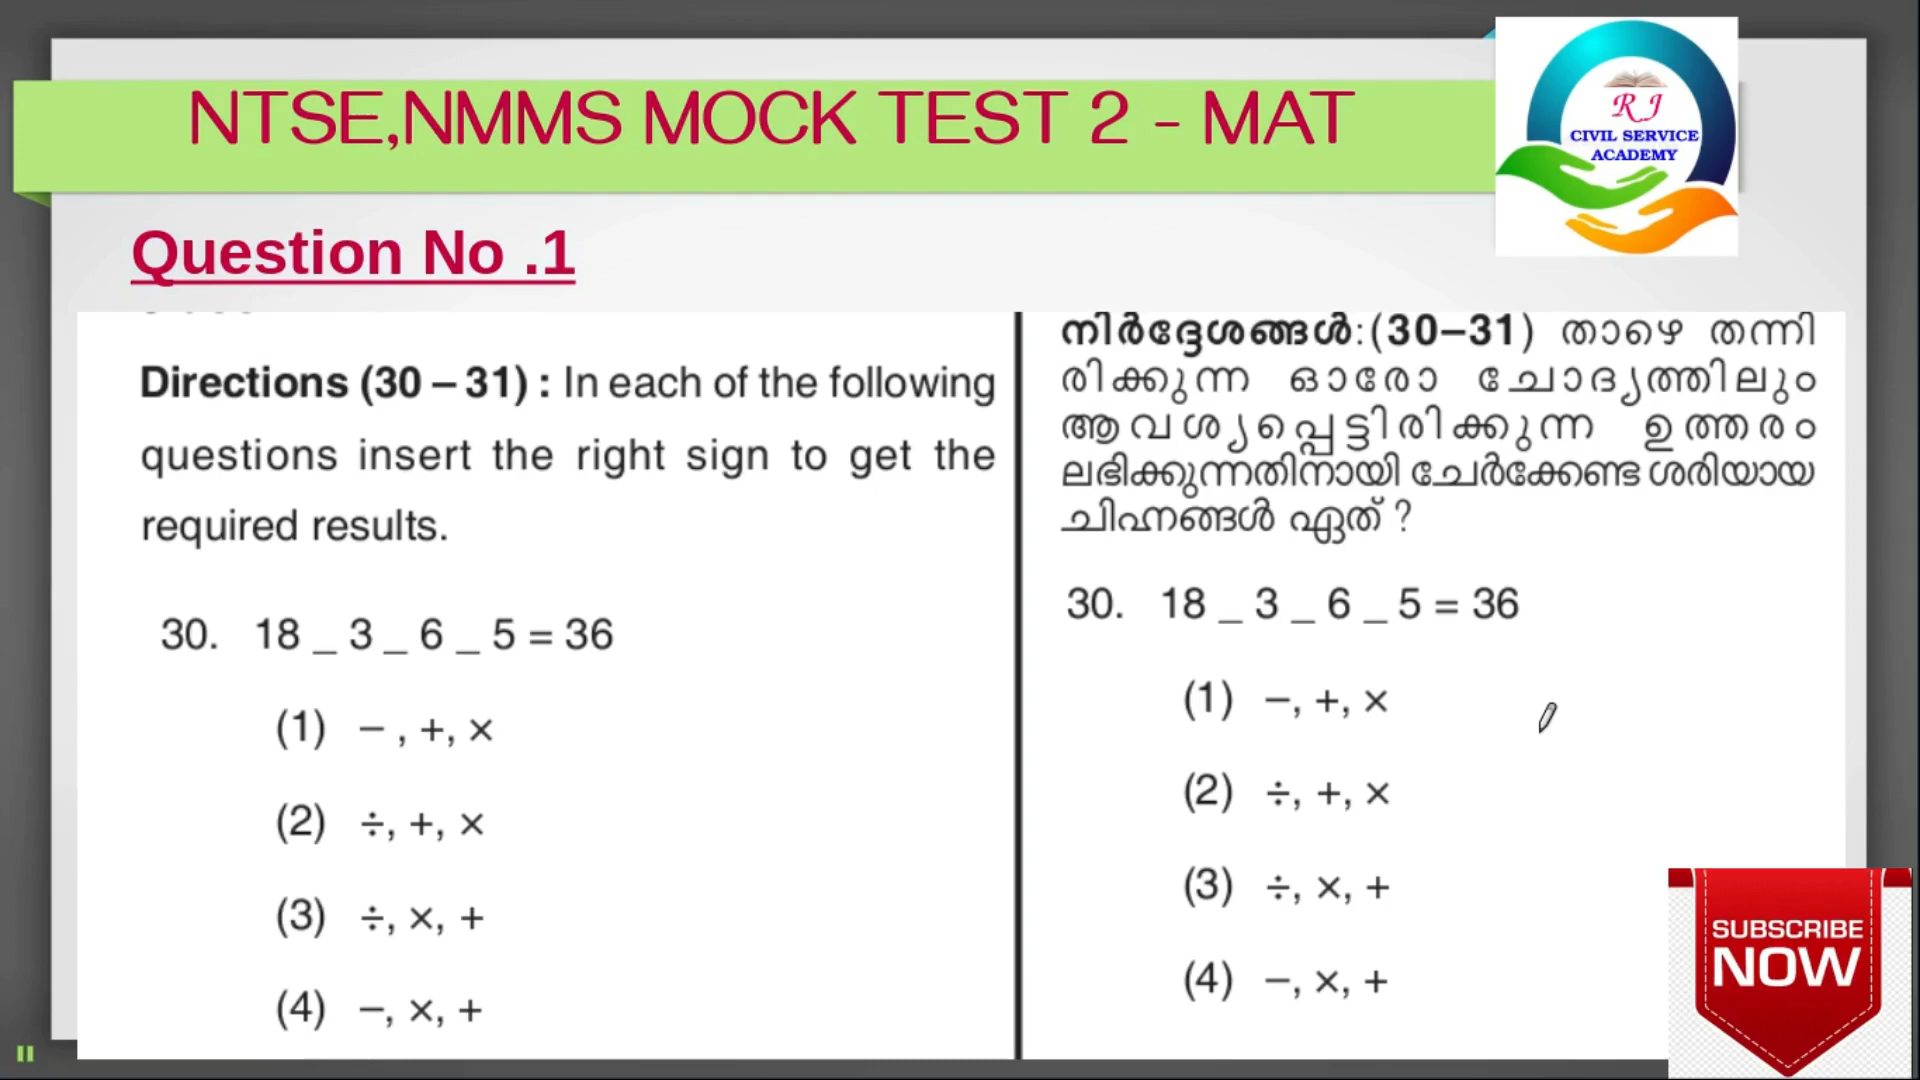 NTSE,NMMS MOCK TEST 2 - MAT
RJ
CIVIL SERVICE
ACADEMY
Question No .1
Directions (30 – 31) : In each of the following
questions insert the right sign to get the
required results.
30. 18 _ 3 _ 6 _ 5 = 36
(1) – , +, ×
(2) ÷, +, ×
(3) ÷, ×, +
(4) –, ×, +
നിർദ്ദേശങ്ങൾ:(30–31) താഴെ തന്നി
രിക്കുന്ന ഓരോ ചോദ്യത്തിലും
ആവശ്യപ്പെട്ടിരിക്കുന്ന ഉത്തരം
ലഭിക്കുന്നതിനായി ചേർക്കേണ്ട ശരിയായ
ചിഹ്നങ്ങൾ ഏത് ?
30. 18 _ 3 _ 6 _ 5 = 36
(1) –, +, ×
(2) ÷, +, ×
(3) ÷, ×, +
(4) –, ×, +
SUBSCRIBE
NOW